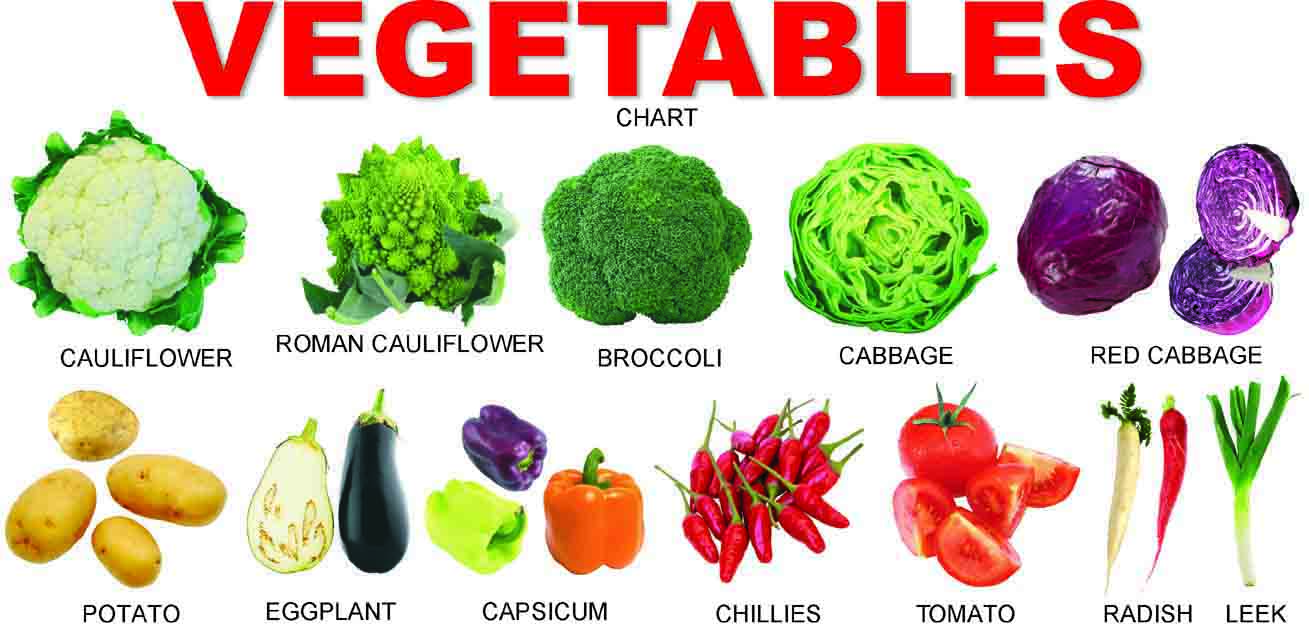 VEGETABLES
CHART
CAULIFLOWER
ROMAN CAULIFLOWER
BROCCOLI
CABBAGE
RED CABBAGE
POTATO
EGGPLANT
CAPSICUM
CHILLIES
TOMATO
RADISH
LEEK